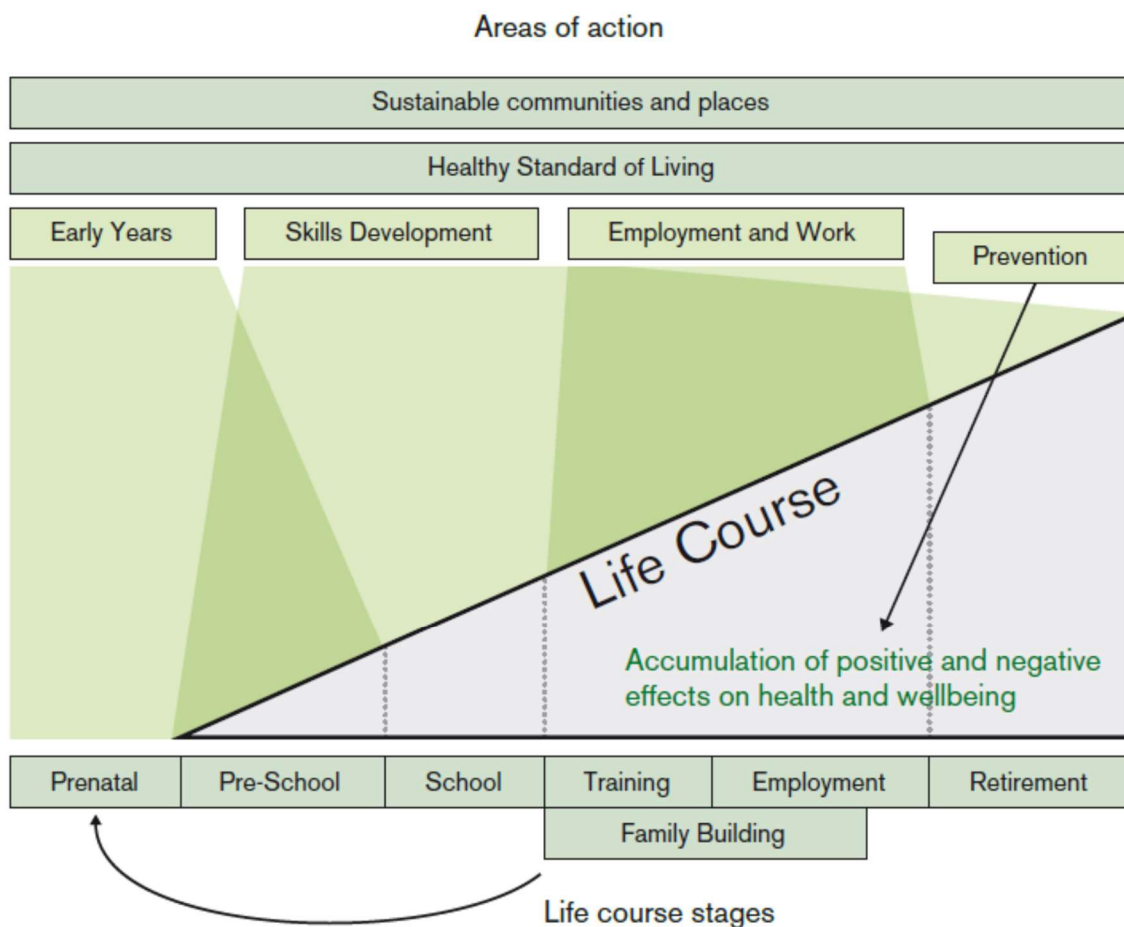 Areas of action
Sustainable communities and places
Healthy Standard of Living
Early Years
Skills Development
Employment and Work
Prevention
Life Course
Accumulation of positive and negative
effects on health and wellbeing
Prenatal
Pre-School
School
Training
Employment
Retirement
Family Building
Life course stages